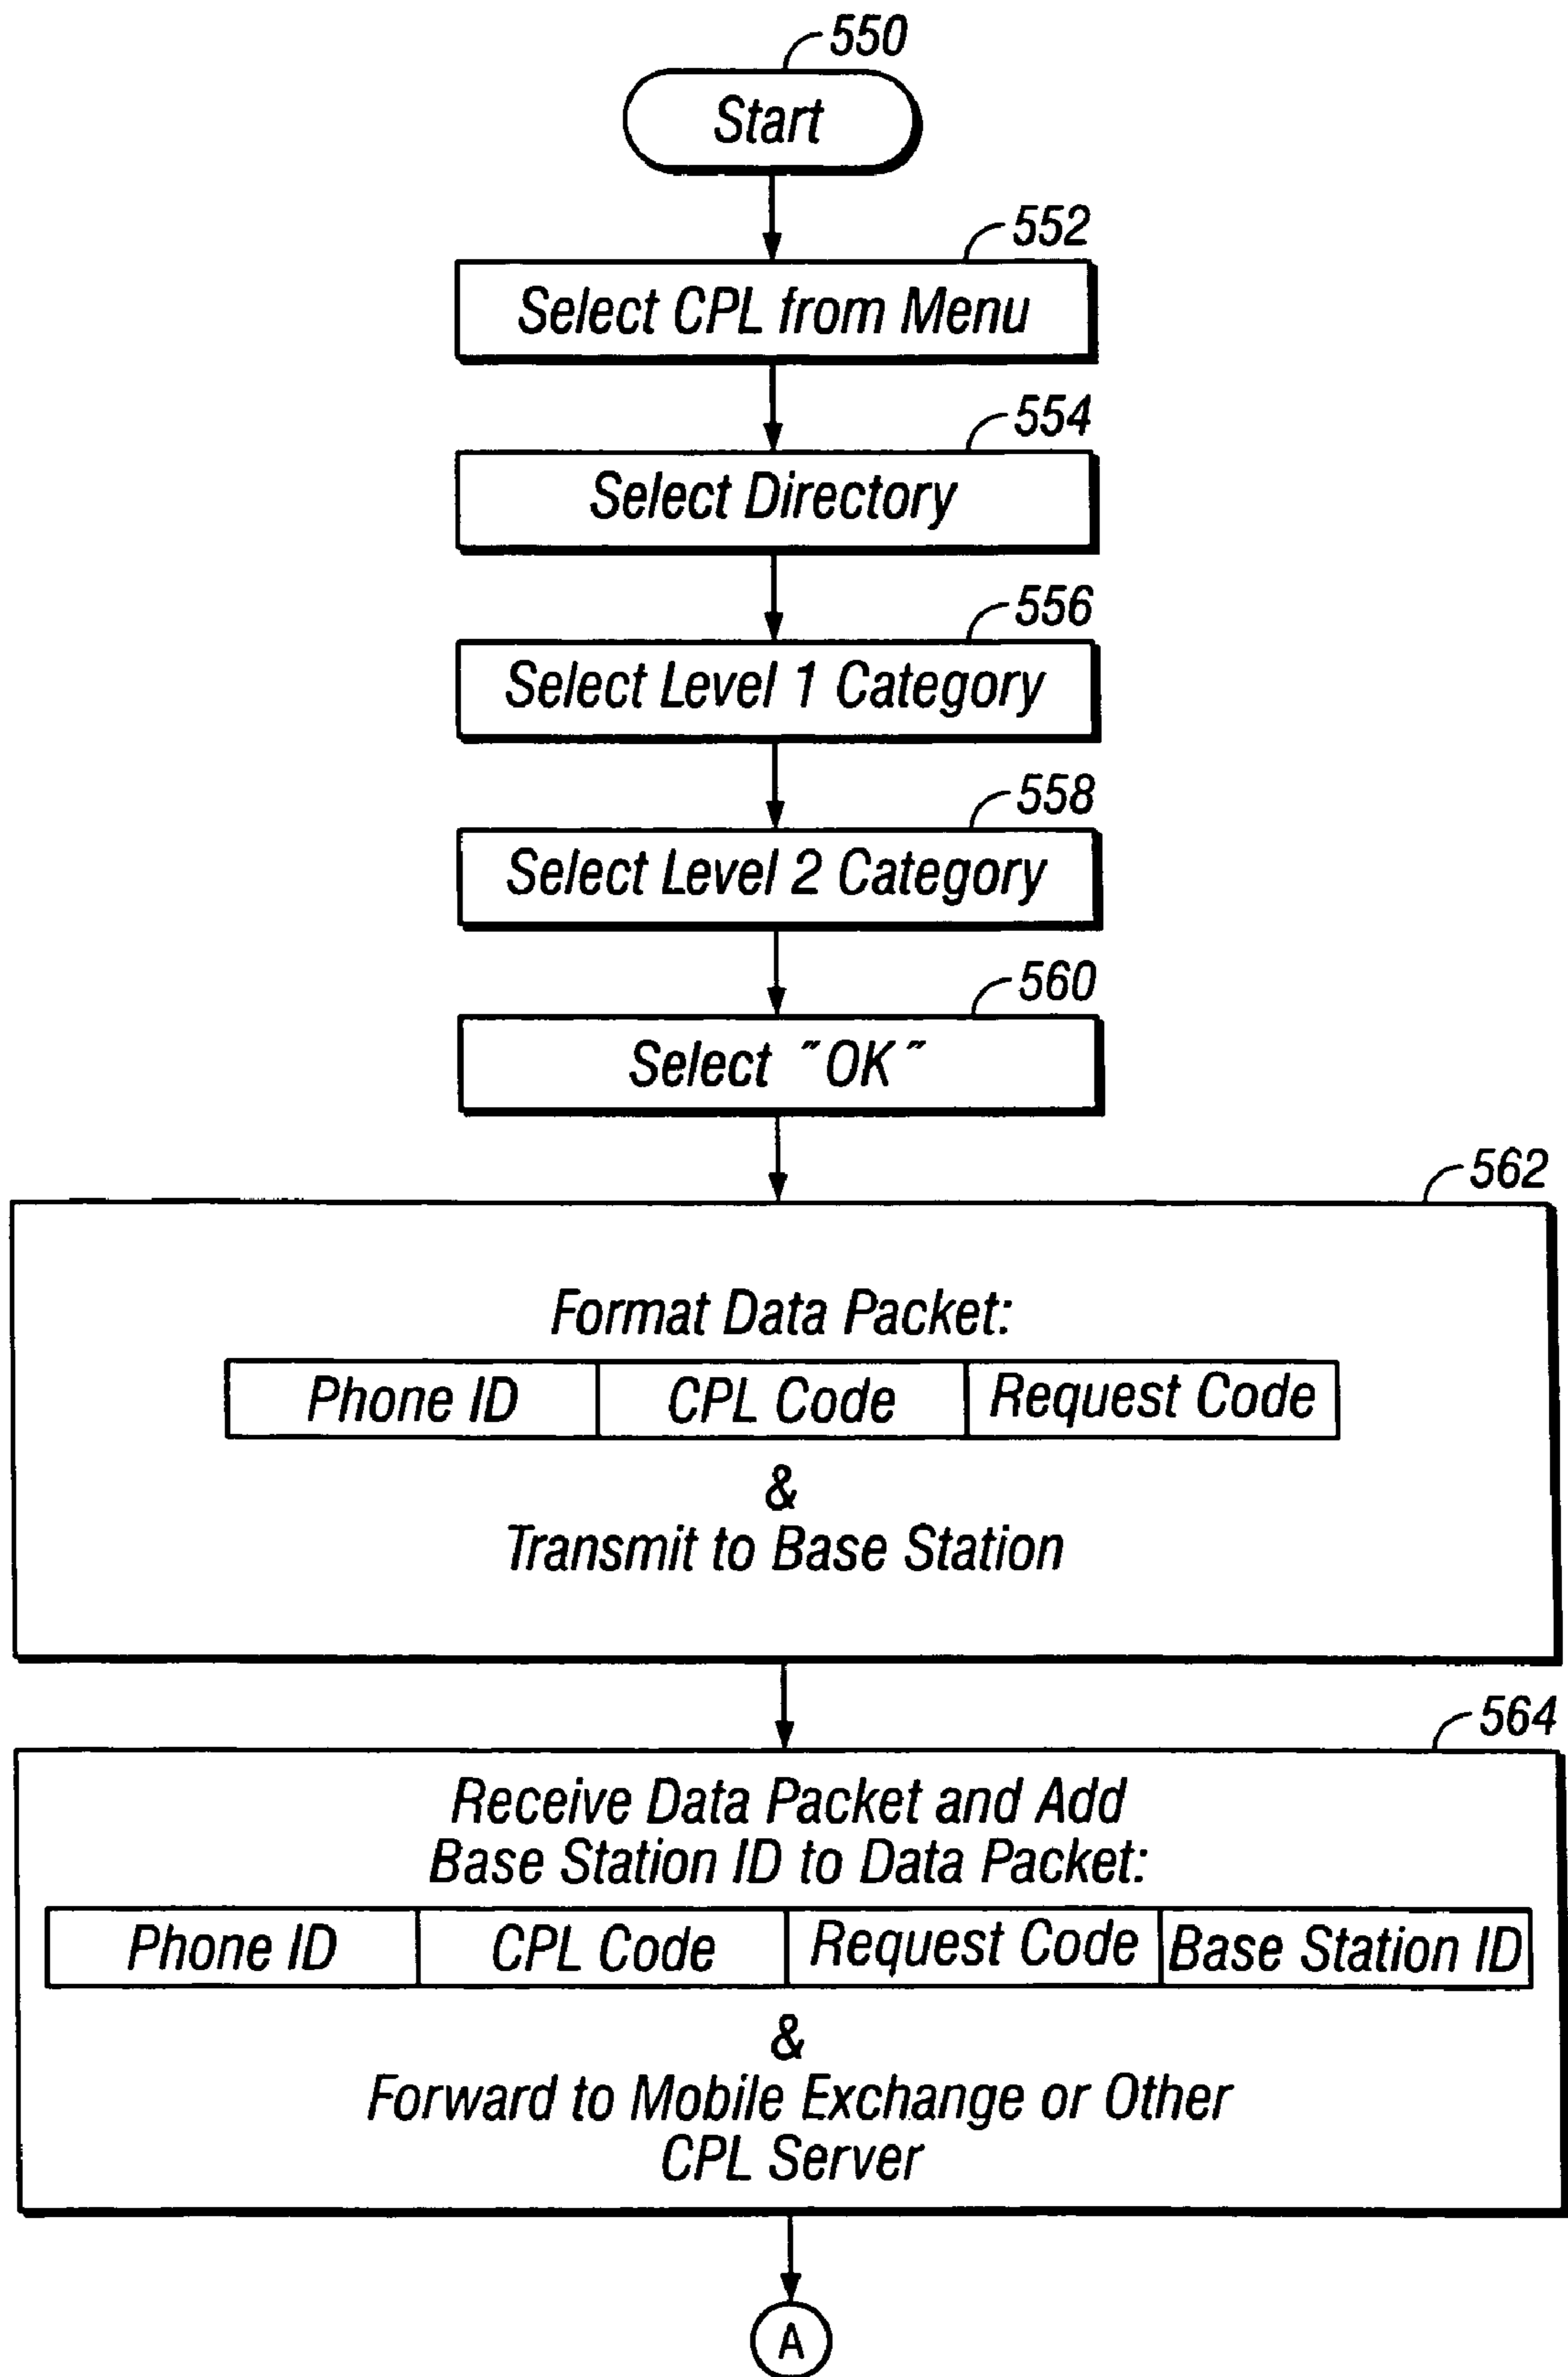 550
Start
552
Select CPL from Menu
554
Select Directory
556
Select Level 1 Category
558
Select Level 2 Category
560
Select "OK"
562
Format Data Packet:
Phone ID CPL Code Request Code
&
Transmit to Base Station
564
Receive Data Packet and Add
Base Station ID to Data Packet:
Phone ID CPL Code Request Code Base Station ID
&
Forward to Mobile Exchange or Other
CPL Server
A